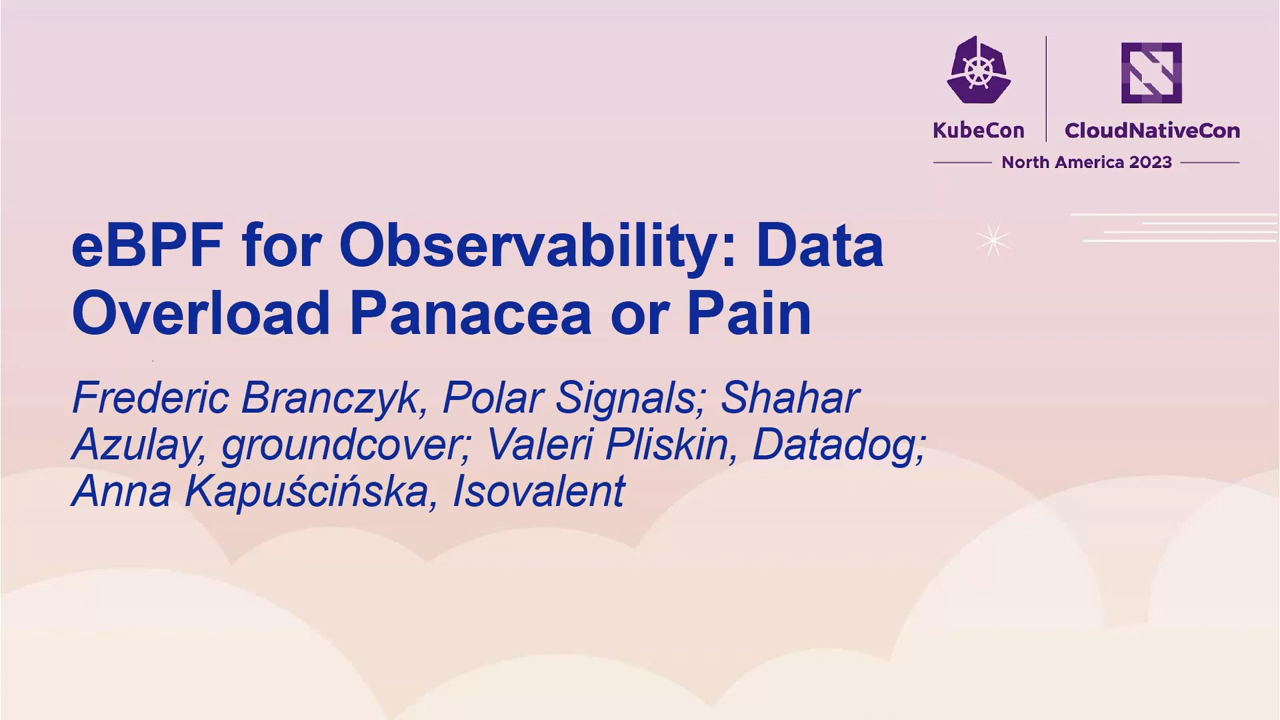 KubeCon
CloudNativeCon
North America 2023
eBPF for Observability: Data
Overload Panacea or Pain
Frederic Branczyk, Polar Signals; Shahar
Azulay, groundcover; Valeri Pliskin, Datadog;
Anna Kapuścińska, Isovalent